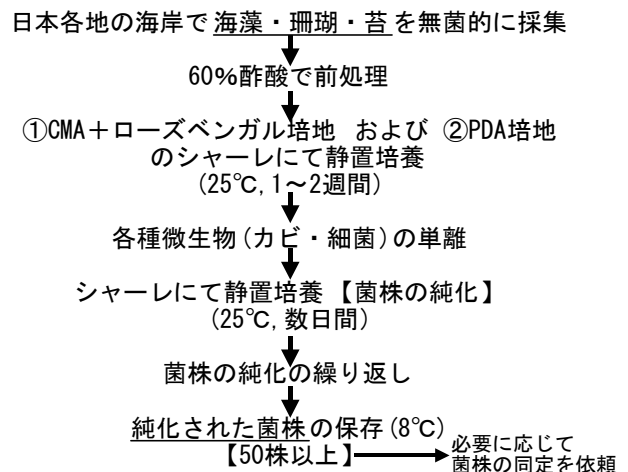 日本各地の海岸で海藻・珊瑚・苔を無菌的に採集
60%酢酸で前処理
①CMA＋ローズベンガル培地 および ②PDA培地
のシャーレにて静置培養
(25℃, 1～2週間)
各種微生物(カビ・細菌)の単離
シャーレにて静置培養【菌株の純化】
(25℃, 数日間)
菌株の純化の繰り返し
純化された菌株の保存(8℃)
【50株以上】
必要に応じて
菌株の同定を依頼